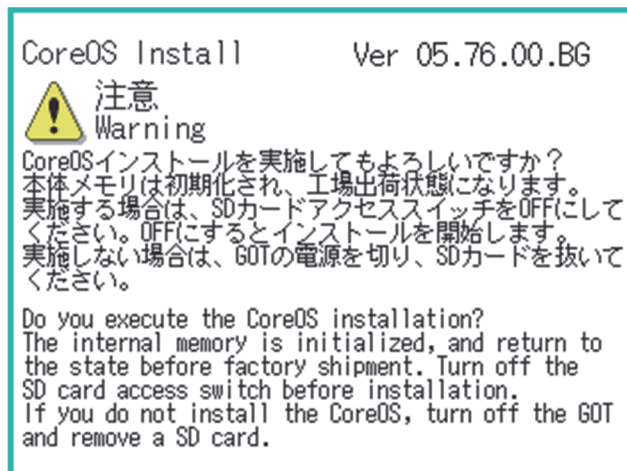 CoreOS Install Ver 05.76.00.BG
注意
Warning
CoreOSインストールを実施してもよろしいですか？
本体メモリは初期化され、工場出荷状態になります。
実施する場合は、SDカードアクセススイッチをOFFにして
ください。OFFにするとインストールを開始します。
実施しない場合は、GOTの電源を切り、SDカードを抜いて
ください。
Do you execute the CoreOS installation?
The internal memory is initialized, and return to
the state before factory shipment. Turn off the
SD card access switch before installation.
If you do not install the CoreOS, turn off the GOT
and remove a SD card.